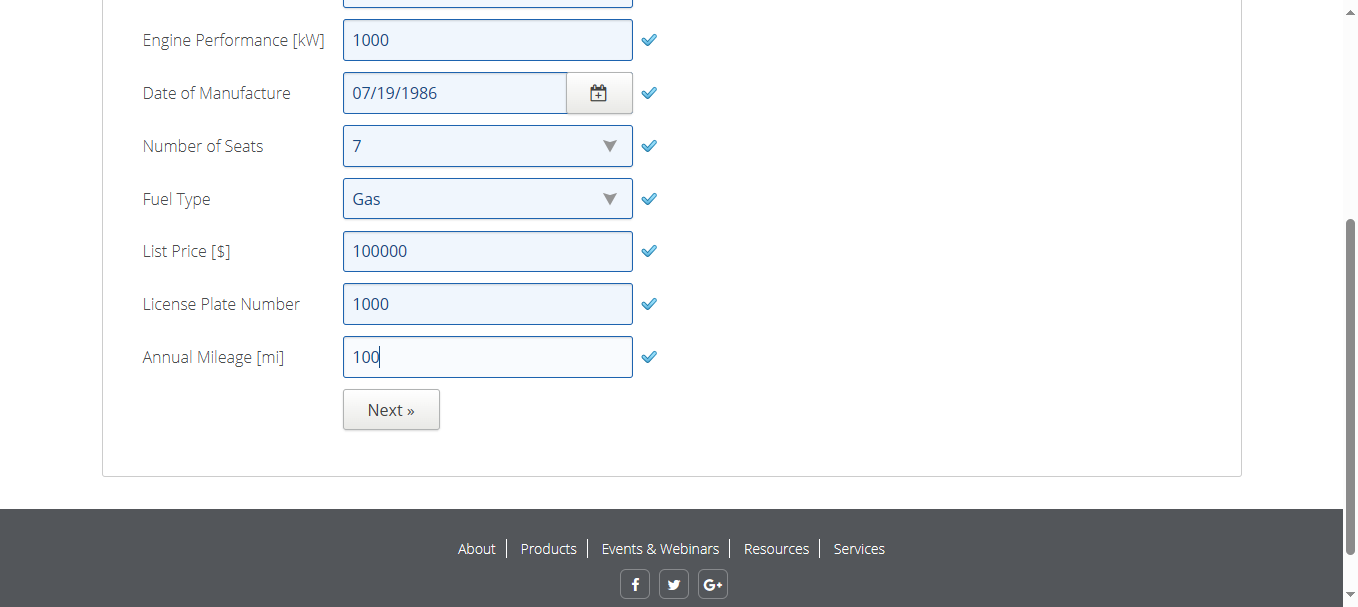 Engine Performance [kW] 1000
Date of Manufacture 07/19/1986
Number of Seats 7
Fuel Type Gas
List Price [$] 100000
License Plate Number 1000
Annual Mileage [mi] 100
Next »
About Products Events & Webinars Resources Services
f G+